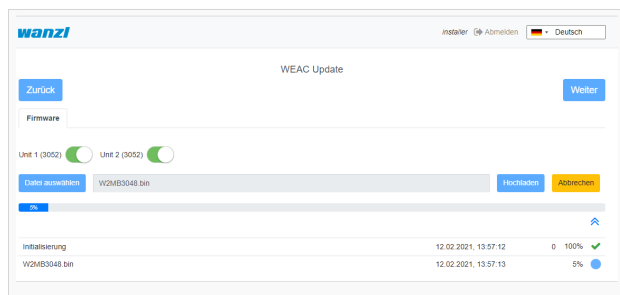 wanzl
installer Abmelden Deutsch
WEAC Update
Zurück Weiter
Firmware
Unit 1 (3052) Unit 2 (3052)
Datei auswählen W2MB3048.bin Hochladen Abbrechen
5%
Initialisierung 12.02.2021, 13:57:12 0 100%
W2MB3048.bin 12.02.2021, 13:57:13 5%